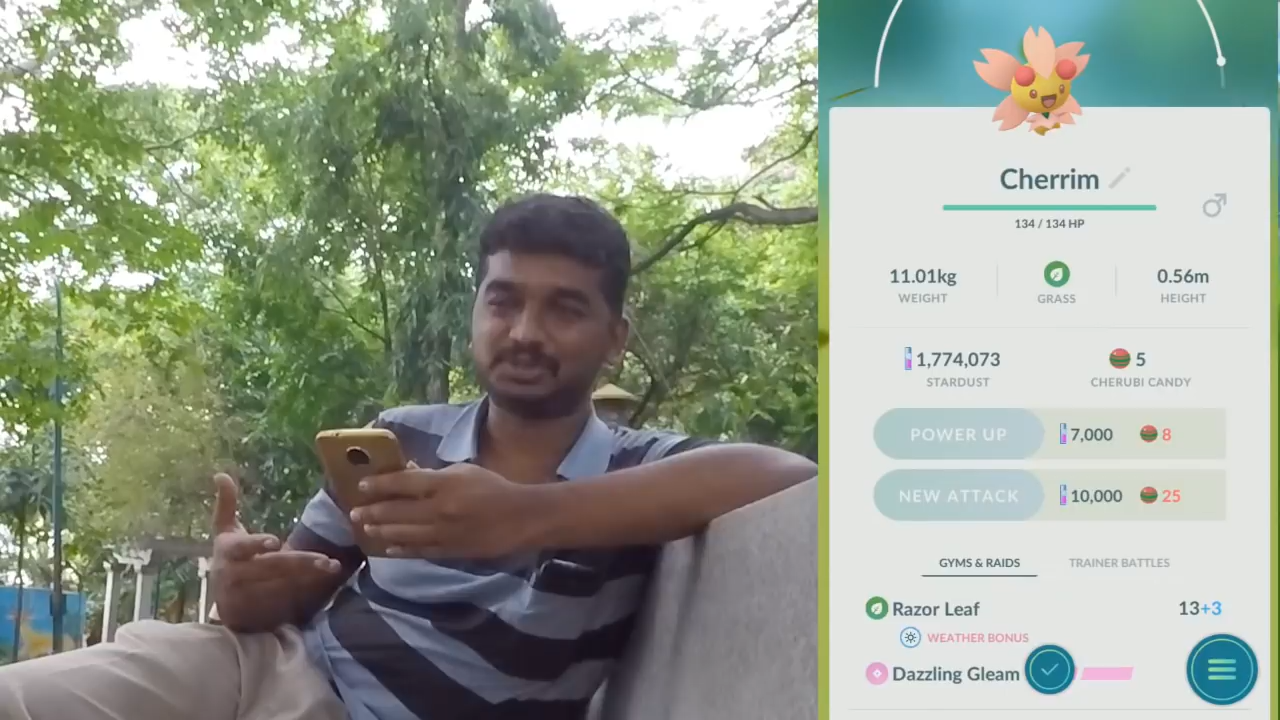 Cherrim
134 / 134 HP
11.01kg
WEIGHT
GRASS
0.56m
HEIGHT
1,774,073
STARDUST
5
CHERUBI CANDY
POWER UP 7,000 8
NEW ATTACK 10,000 25
GYMS & RAIDS TRAINER BATTLES
Razor Leaf 13+3
WEATHER BONUS
Dazzling Gleam